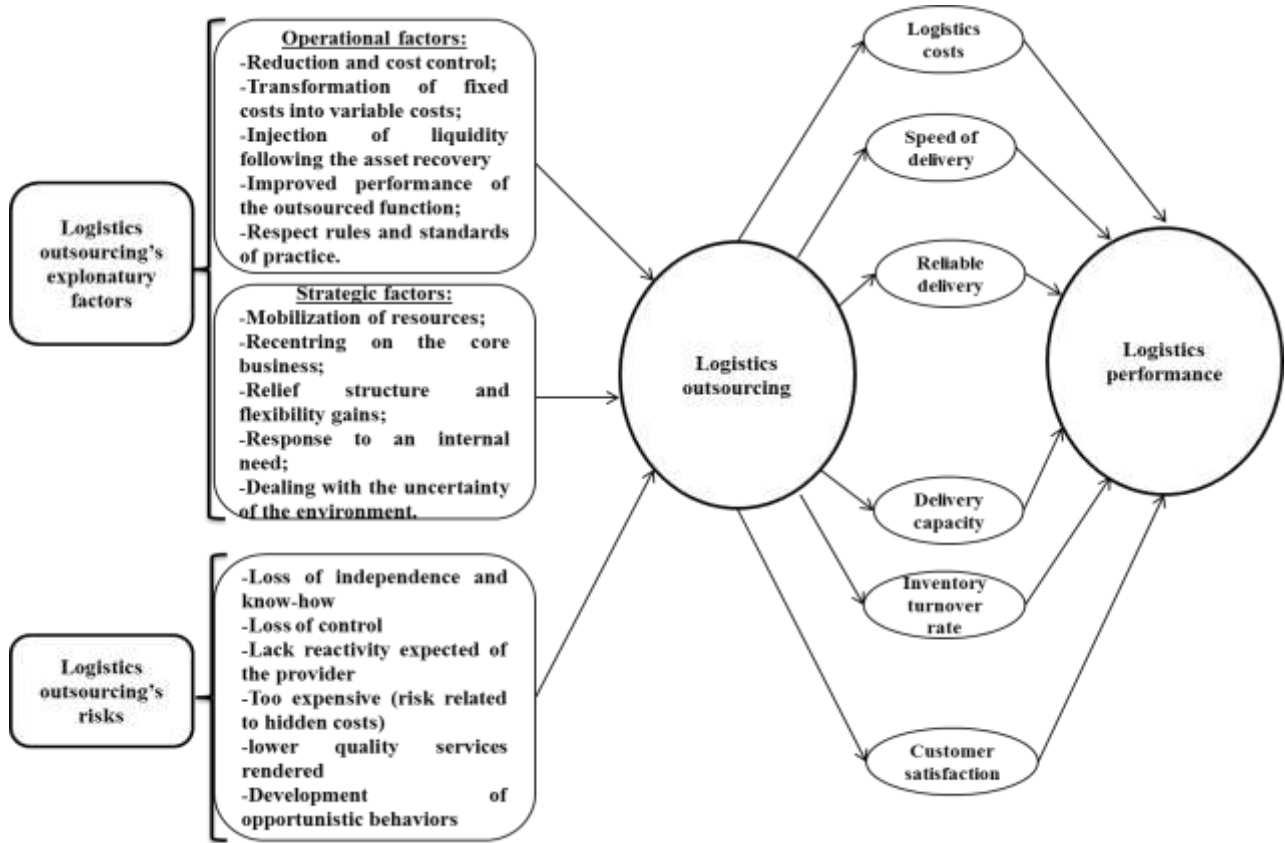 Logistics
outsourcing's
explonatury
factors
Operational factors:
-Reduction and cost control;
-Transformation of fixed
costs into variable costs;
-Injection of liquidity
following the asset recovery
-Improved performance of
the outsourced function;
-Respect rules and standards
of practice.
Strategic factors:
-Mobilization of resources;
-Recentring on the core
business;
-Relief structure and
flexibility gains;
-Response to an internal
need;
-Dealing with the uncertainty
of the environment.
Logistics
outsourcing's
risks
-Loss of independence and
know-how
-Loss of control
-Lack reactivity expected of
the provider
-Too expensive (risk related
to hidden costs)
-lower quality services
rendered
-Development of
opportunistic behaviors
Logistics
outsourcing
Logistics
costs
Speed of
delivery
Reliable
delivery
Delivery
capacity
Inventory
turnover
rate
Customer
satisfaction
Logistics
performance